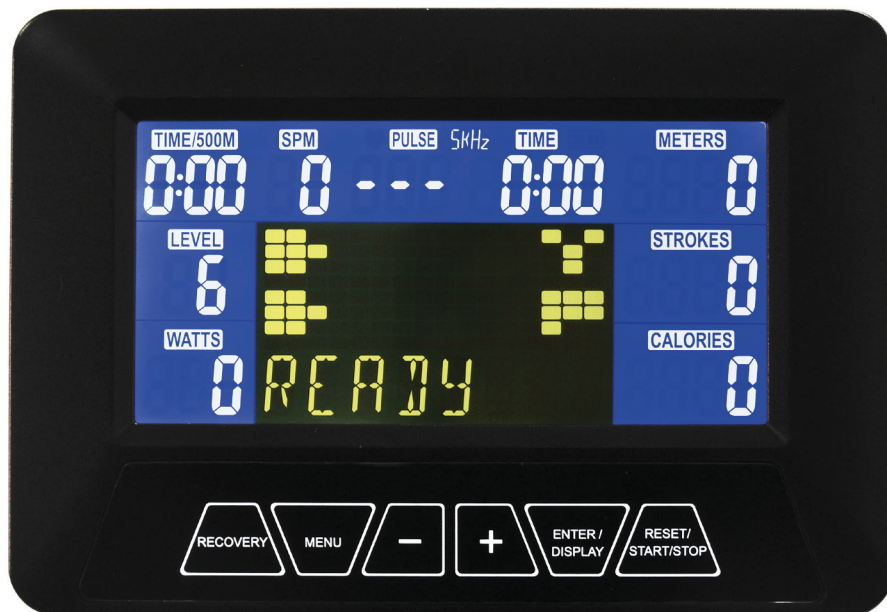 TIME/500M SPM PULSE 5KHz TIME METERS
0:00 0 --- 0:00 0
LEVEL
6
STROKES
0
WATTS
0
CALORIES
0
READY
RECOVERY MENU - + ENTER / DISPLAY RESET/ START/STOP